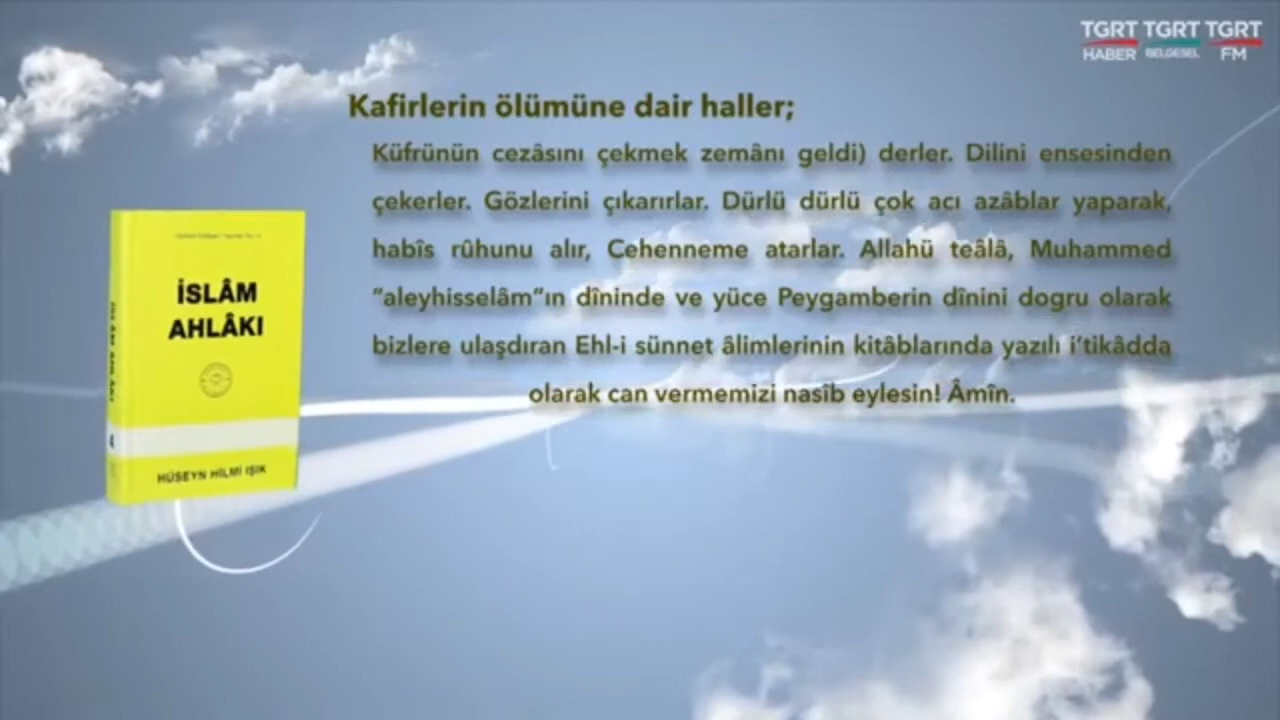 TGRT TGRT TGRT
HABER BELGESEL FM
Kafirlerin ölümüne dair haller;
Küfrünün cezâsını çekmek zemânı geldi) derler. Dilini ensesinden
çekerler. Gözlerini çıkarırlar. Dürlü dürlü çok acı azâblar yaparak,
habîs rûhunu alır, Cehenneme atarlar. Allahü teâlâ, Muhammed
“aleyhisselâm“ın dîninde ve yüce Peygamberin dînini dogru olarak
bizlere ulaşdıran Ehl-i sünnet âlimlerinin kitâblarında yazılı i’tikâdda
olarak can vermemizi nasîb eylesin! Âmîn.
İSLÂM
AHLÂKI
HÜSEYN HİLMİ IŞIK